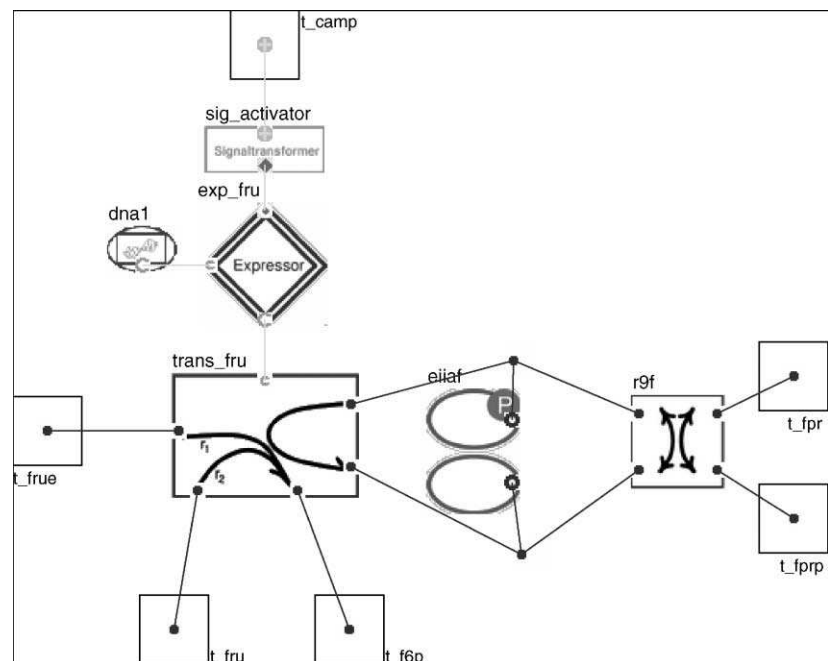 t_camp
sig_activator
Signaltransformer
exp_fru
dna1
Expressor
trans_fru
eiiaf
P
r9f
r1
r2
t_frue
t_fpr
t_fprp
t_fru
t_f6p